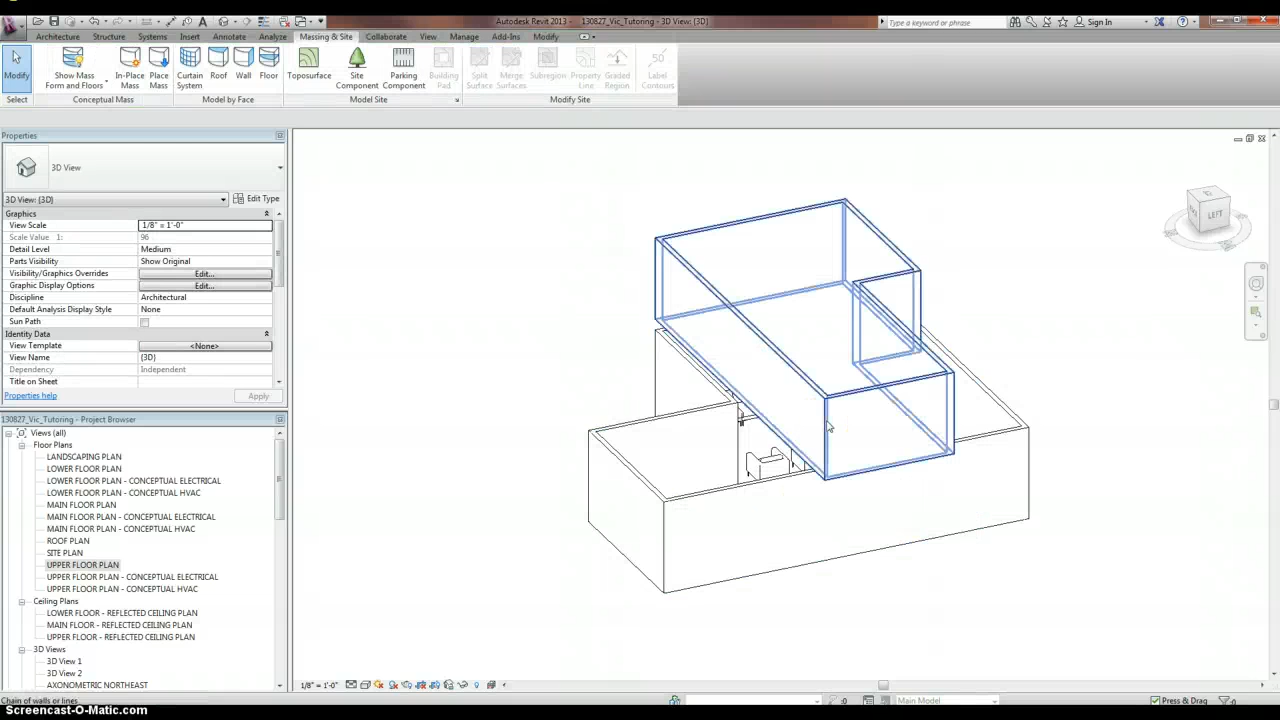 Autodesk Revit 2013 - 130827_Vic_Tutoring - 3D View: {3D}
Type a keyword or phrase
Sign In
Architecture Structure Systems Insert Annotate Analyze Massing & Site Collaborate View Manage Add-Ins Modify
Modify
Show Mass Form and Floors
In-Place Mass
Place Mass
Curtain System
Roof
Wall
Floor
Toposurface
Site Component
Parking Component
Building Pad
Split Surface
Merge Surfaces
Subregion
Property Line
Graded Region
50
Label Contours
Select
Conceptual Mass
Model by Face
Model Site
Modify Site
Properties
3D View
3D View: {3D}
Edit Type
Graphics
View Scale 1/8" = 1'-0"
Scale Value 1: 96
Detail Level Medium
Parts Visibility Show Original
Visibility/Graphics Overrides Edit...
Graphic Display Options Edit...
Discipline Architectural
Default Analysis Display Style None
Sun Path
Identity Data
View Template <None>
View Name {3D}
Dependency Independent
Title on Sheet
Properties help
Apply
130827_Vic_Tutoring - Project Browser
Views (all)
Floor Plans
LANDSCAPING PLAN
LOWER FLOOR PLAN
LOWER FLOOR PLAN - CONCEPTUAL ELECTRICAL
LOWER FLOOR PLAN - CONCEPTUAL HVAC
MAIN FLOOR PLAN
MAIN FLOOR PLAN - CONCEPTUAL ELECTRICAL
MAIN FLOOR PLAN - CONCEPTUAL HVAC
ROOF PLAN
SITE PLAN
UPPER FLOOR PLAN
UPPER FLOOR PLAN - CONCEPTUAL ELECTRICAL
UPPER FLOOR PLAN - CONCEPTUAL HVAC
Ceiling Plans
LOWER FLOOR - REFLECTED CEILING PLAN
MAIN FLOOR - REFLECTED CEILING PLAN
UPPER FLOOR - REFLECTED CEILING PLAN
3D Views
3D View 1
3D View 2
AXONOMETRIC NORTHEAST
LEFT
1/8" = 1'-0"
Chain of walls or lines
:0
Main Model
Press & Drag
:0
Screencast-O-Matic.com